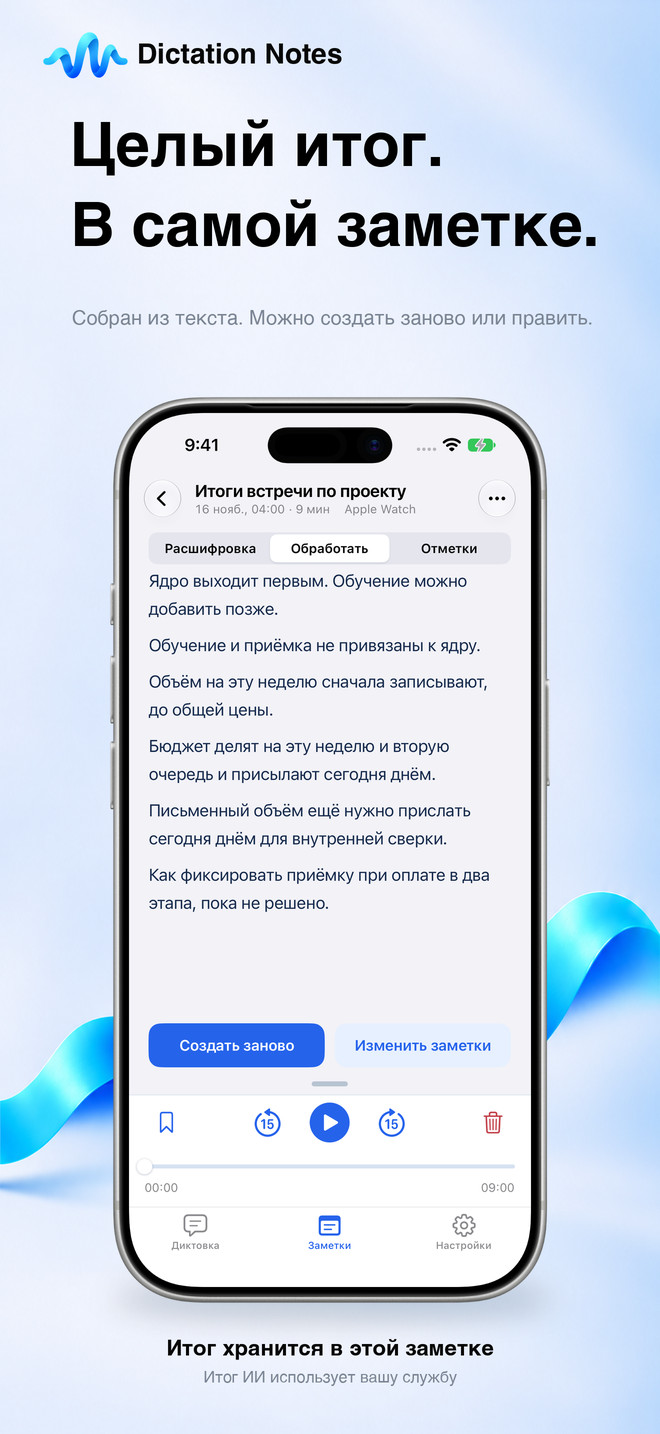 Dictation Notes
Целый итог.
В самой заметке.
Собран из текста. Можно создать заново или править.
9:41
Итоги встречи по проекту
16 нояб., 04:00 · 9 мин Apple Watch
Расшифровка Обработать Отметки
Ядро выходит первым. Обучение можно
добавить позже.
Обучение и приёмка не привязаны к ядру.
Объём на эту неделю сначала записывают,
до общей цены.
Бюджет делят на эту неделю и вторую
очередь и присылают сегодня днём.
Письменный объём ещё нужно прислать
сегодня днём для внутренней сверки.
Как фиксировать приёмку при оплате в два
этапа, пока не решено.
Создать заново Изменить заметки
15 15
00:00 09:00
Диктовка Заметки Настройки
Итог хранится в этой заметке
Итог ИИ использует вашу службу